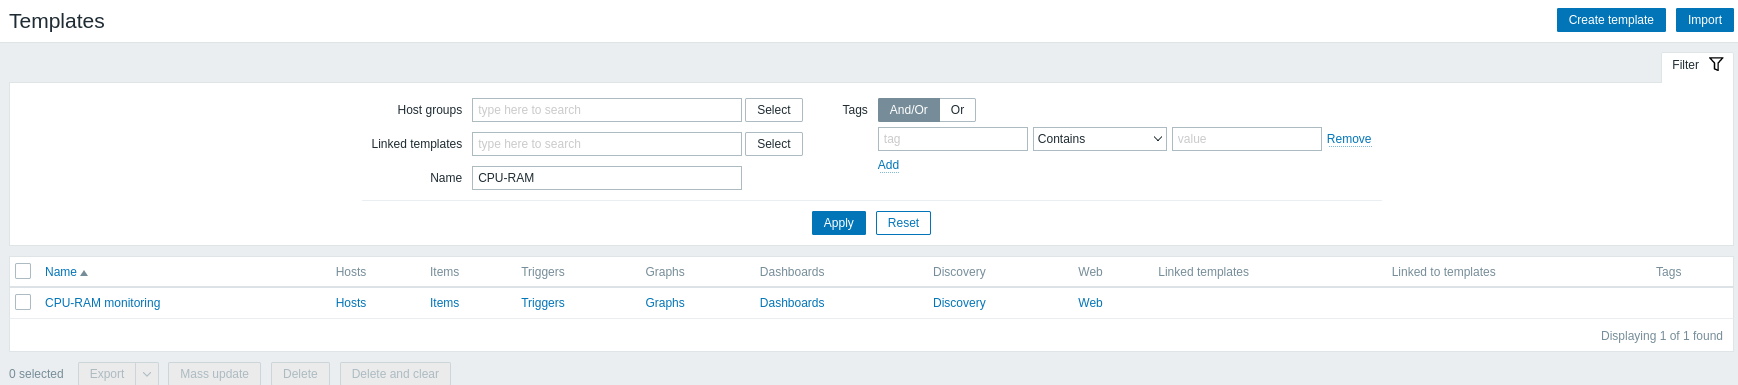 Templates
Create template Import
Filter
Host groups type here to search Select Tags And/Or Or
tag Contains value Remove
Linked templates type here to search Select
Add
Name CPU-RAM
Apply Reset
Name Hosts Items Triggers Graphs Dashboards Discovery Web Linked templates Linked to templates Tags
CPU-RAM monitoring Hosts Items Triggers Graphs Dashboards Discovery Web
Displaying 1 of 1 found
0 selected Export Mass update Delete Delete and clear